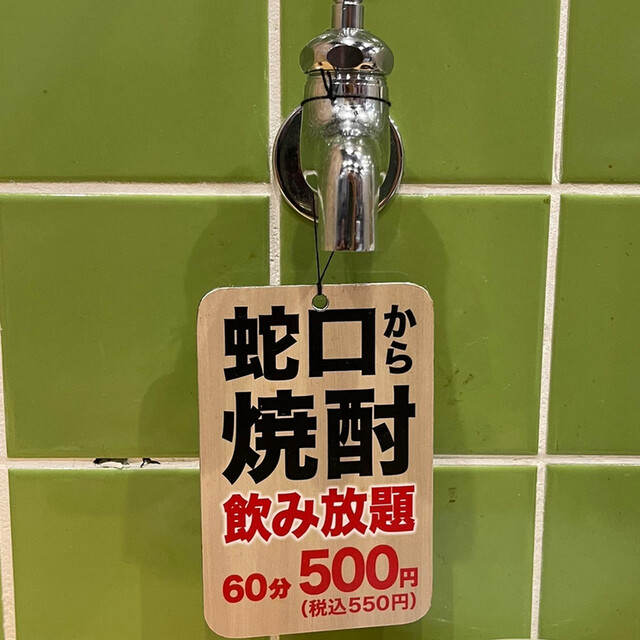 蛇口から
焼酎
飲み放題
60分 500円
(税込550円)